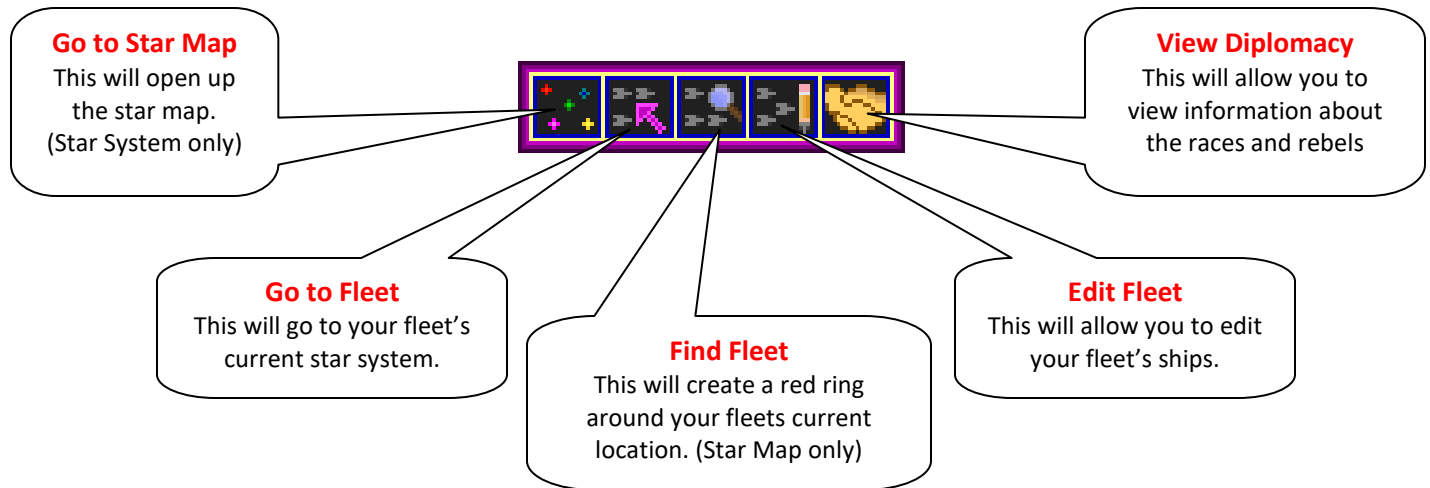 Go to Star Map
This will open up
the star map.
(Star System only)
View Diplomacy
This will allow you to
view information about
the races and rebels
Go to Fleet
This will go to your fleet’s
current star system.
Find Fleet
This will create a red ring
around your fleets current
location. (Star Map only)
Edit Fleet
This will allow you to edit
your fleet’s ships.